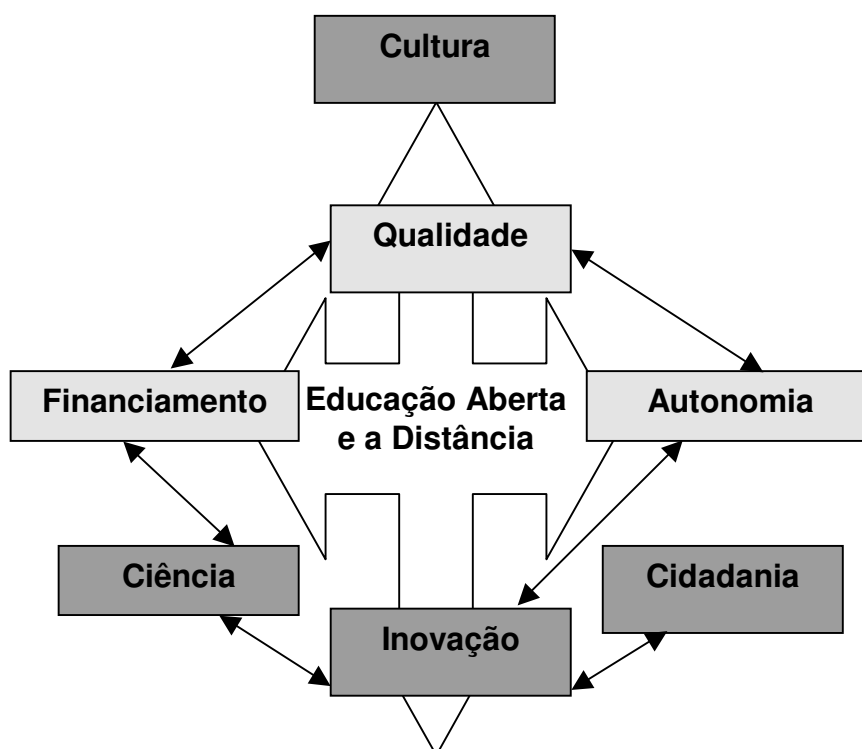 Cultura
Qualidade
Financiamento
Educação Aberta
e a Distância
Autonomia
Ciência
Cidadania
Inovação